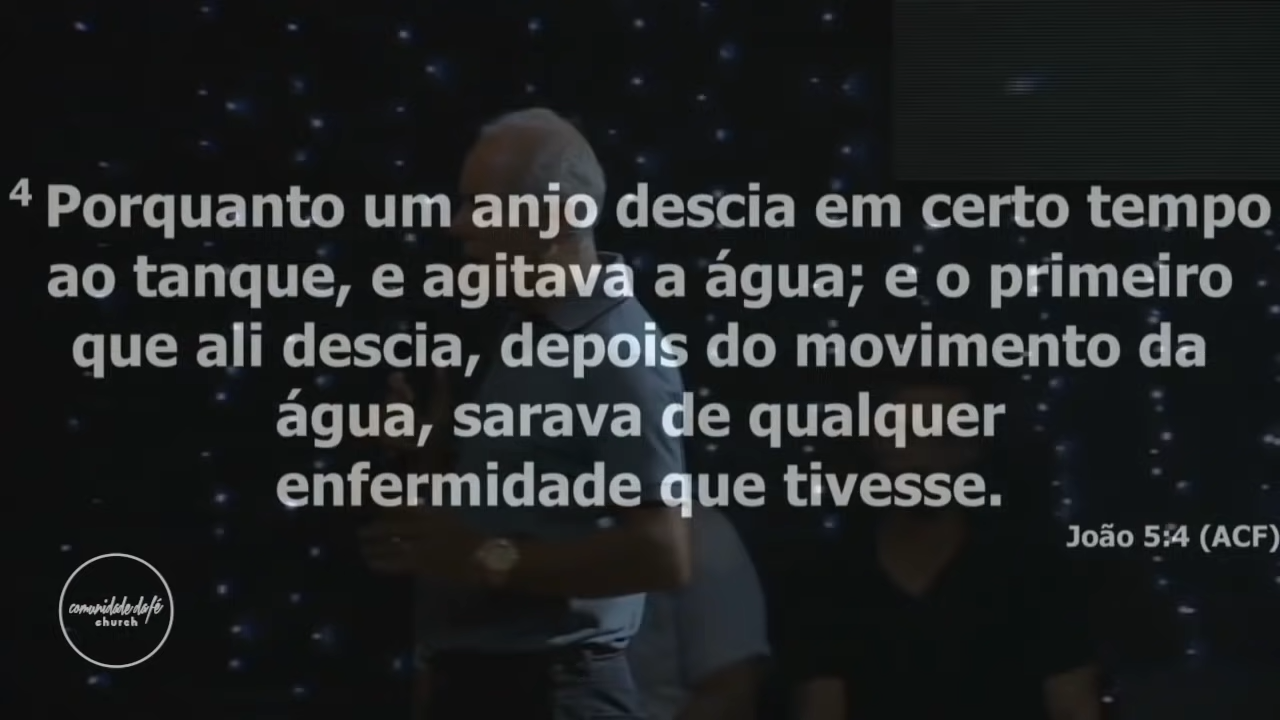 4 Porquanto um anjo descia em certo tempo
ao tanque, e agitava a água; e o primeiro
que ali descia, depois do movimento da
água, sarava de qualquer
enfermidade que tivesse.
João 5:4 (ACF)
comunidade da fé
church